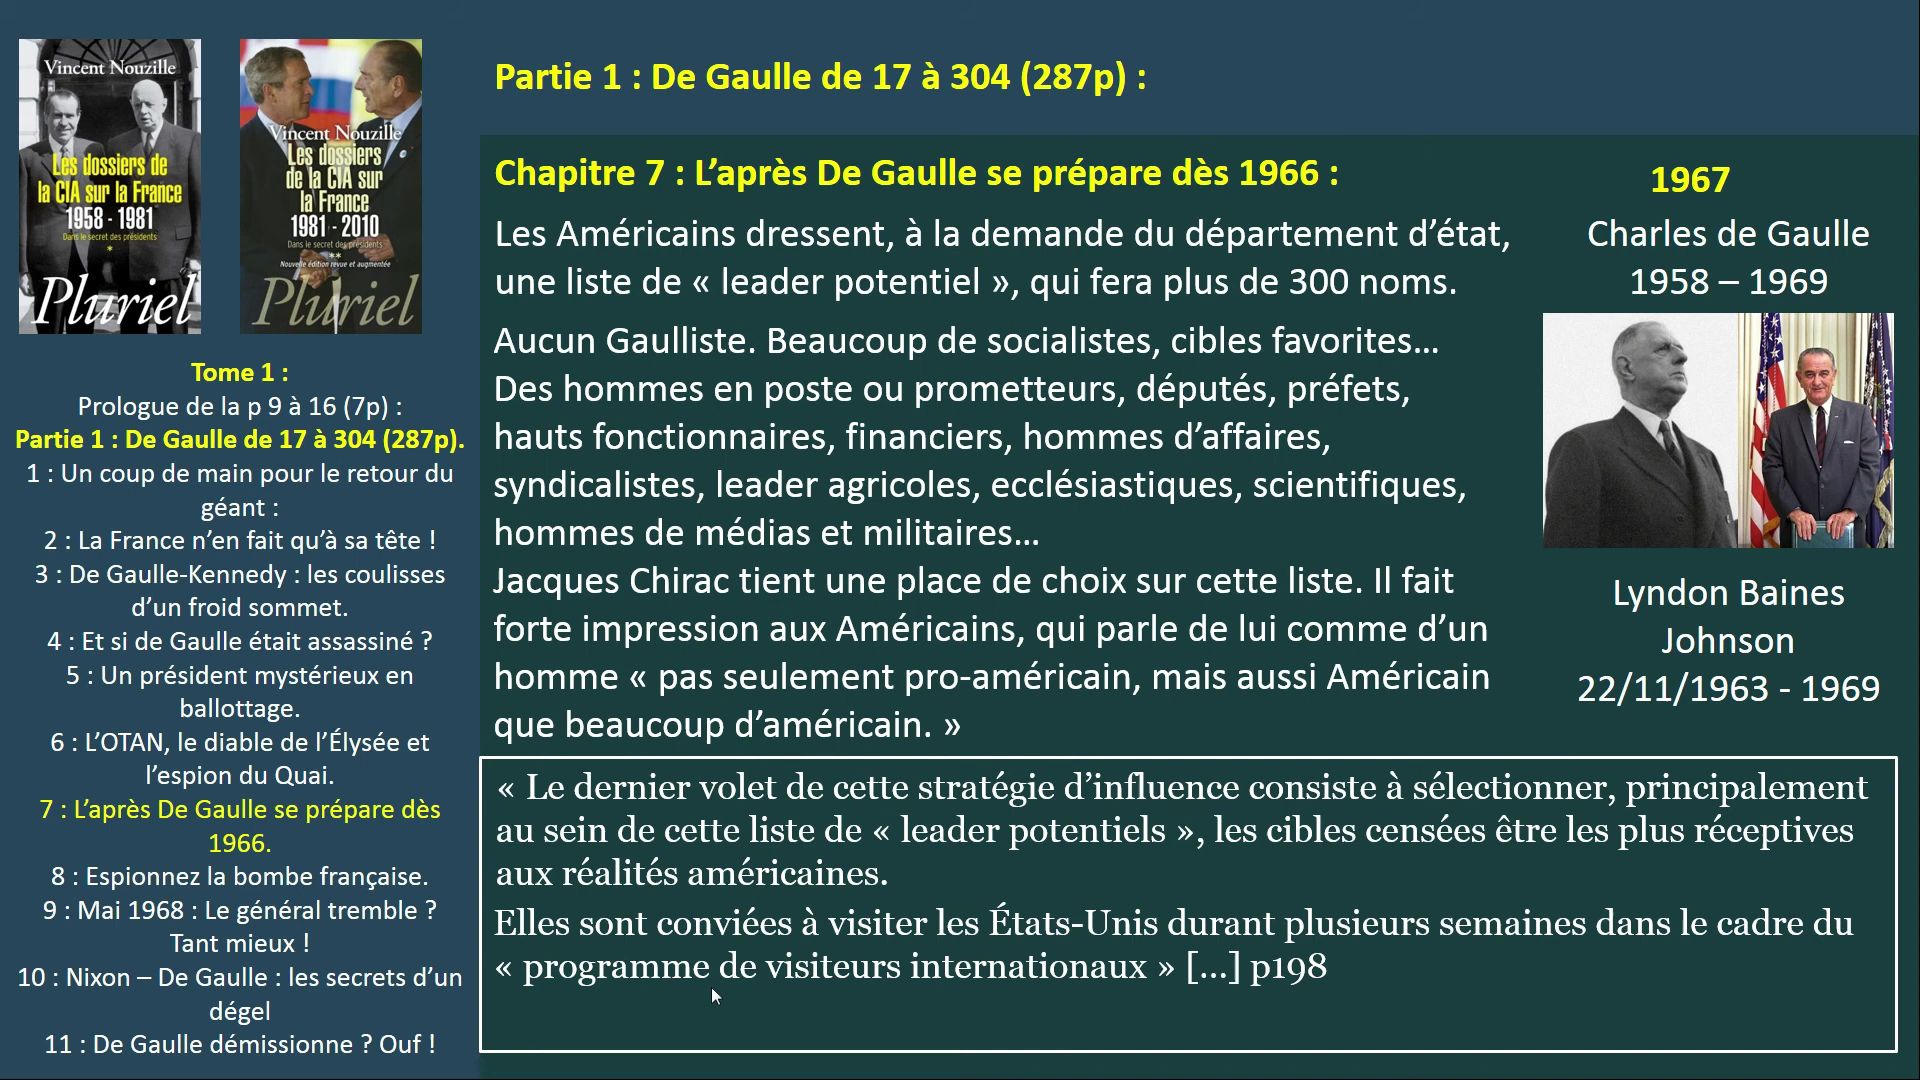 Vincent Nouzille
Les dossiers de
la CIA sur la France
1958 - 1981
Dans le secret des présidents
*
Pluriel
Vincent Nouzille
Les dossiers
de la CIA sur
la France
1981 - 2010
Dans le secret des présidents
**
Nouvelle édition revue et augmentée
Pluriel
Tome 1 :
Prologue de la p 9 à 16 (7p) :
Partie 1 : De Gaulle de 17 à 304 (287p).
1 : Un coup de main pour le retour du
géant :
2 : La France n’en fait qu’à sa tête !
3 : De Gaulle-Kennedy : les coulisses
d’un froid sommet.
4 : Et si de Gaulle était assassiné ?
5 : Un président mystérieux en
ballottage.
6 : L’OTAN, le diable de l’Élysée et
l’espion du Quai.
7 : L’après De Gaulle se prépare dès
1966.
8 : Espionnez la bombe française.
9 : Mai 1968 : Le général tremble ?
Tant mieux !
10 : Nixon – De Gaulle : les secrets d’un
dégel
11 : De Gaulle démissionne ? Ouf !
Partie 1 : De Gaulle de 17 à 304 (287p) :
Chapitre 7 : L’après De Gaulle se prépare dès 1966 :
Les Américains dressent, à la demande du département d’état,
une liste de « leader potentiel », qui fera plus de 300 noms.
Aucun Gaulliste. Beaucoup de socialistes, cibles favorites…
Des hommes en poste ou prometteurs, députés, préfets,
hauts fonctionnaires, financiers, hommes d’affaires,
syndicalistes, leader agricoles, ecclésiastiques, scientifiques,
hommes de médias et militaires…
Jacques Chirac tient une place de choix sur cette liste. Il fait
forte impression aux Américains, qui parle de lui comme d’un
homme « pas seulement pro-américain, mais aussi Américain
que beaucoup d’américain. »
1967
Charles de Gaulle
1958 – 1969
Lyndon Baines
Johnson
22/11/1963 - 1969
« Le dernier volet de cette stratégie d’influence consiste à sélectionner, principalement
au sein de cette liste de « leader potentiels », les cibles censées être les plus réceptives
aux réalités américaines.
Elles sont conviées à visiter les États-Unis durant plusieurs semaines dans le cadre du
« programme de visiteurs internationaux » […] p198